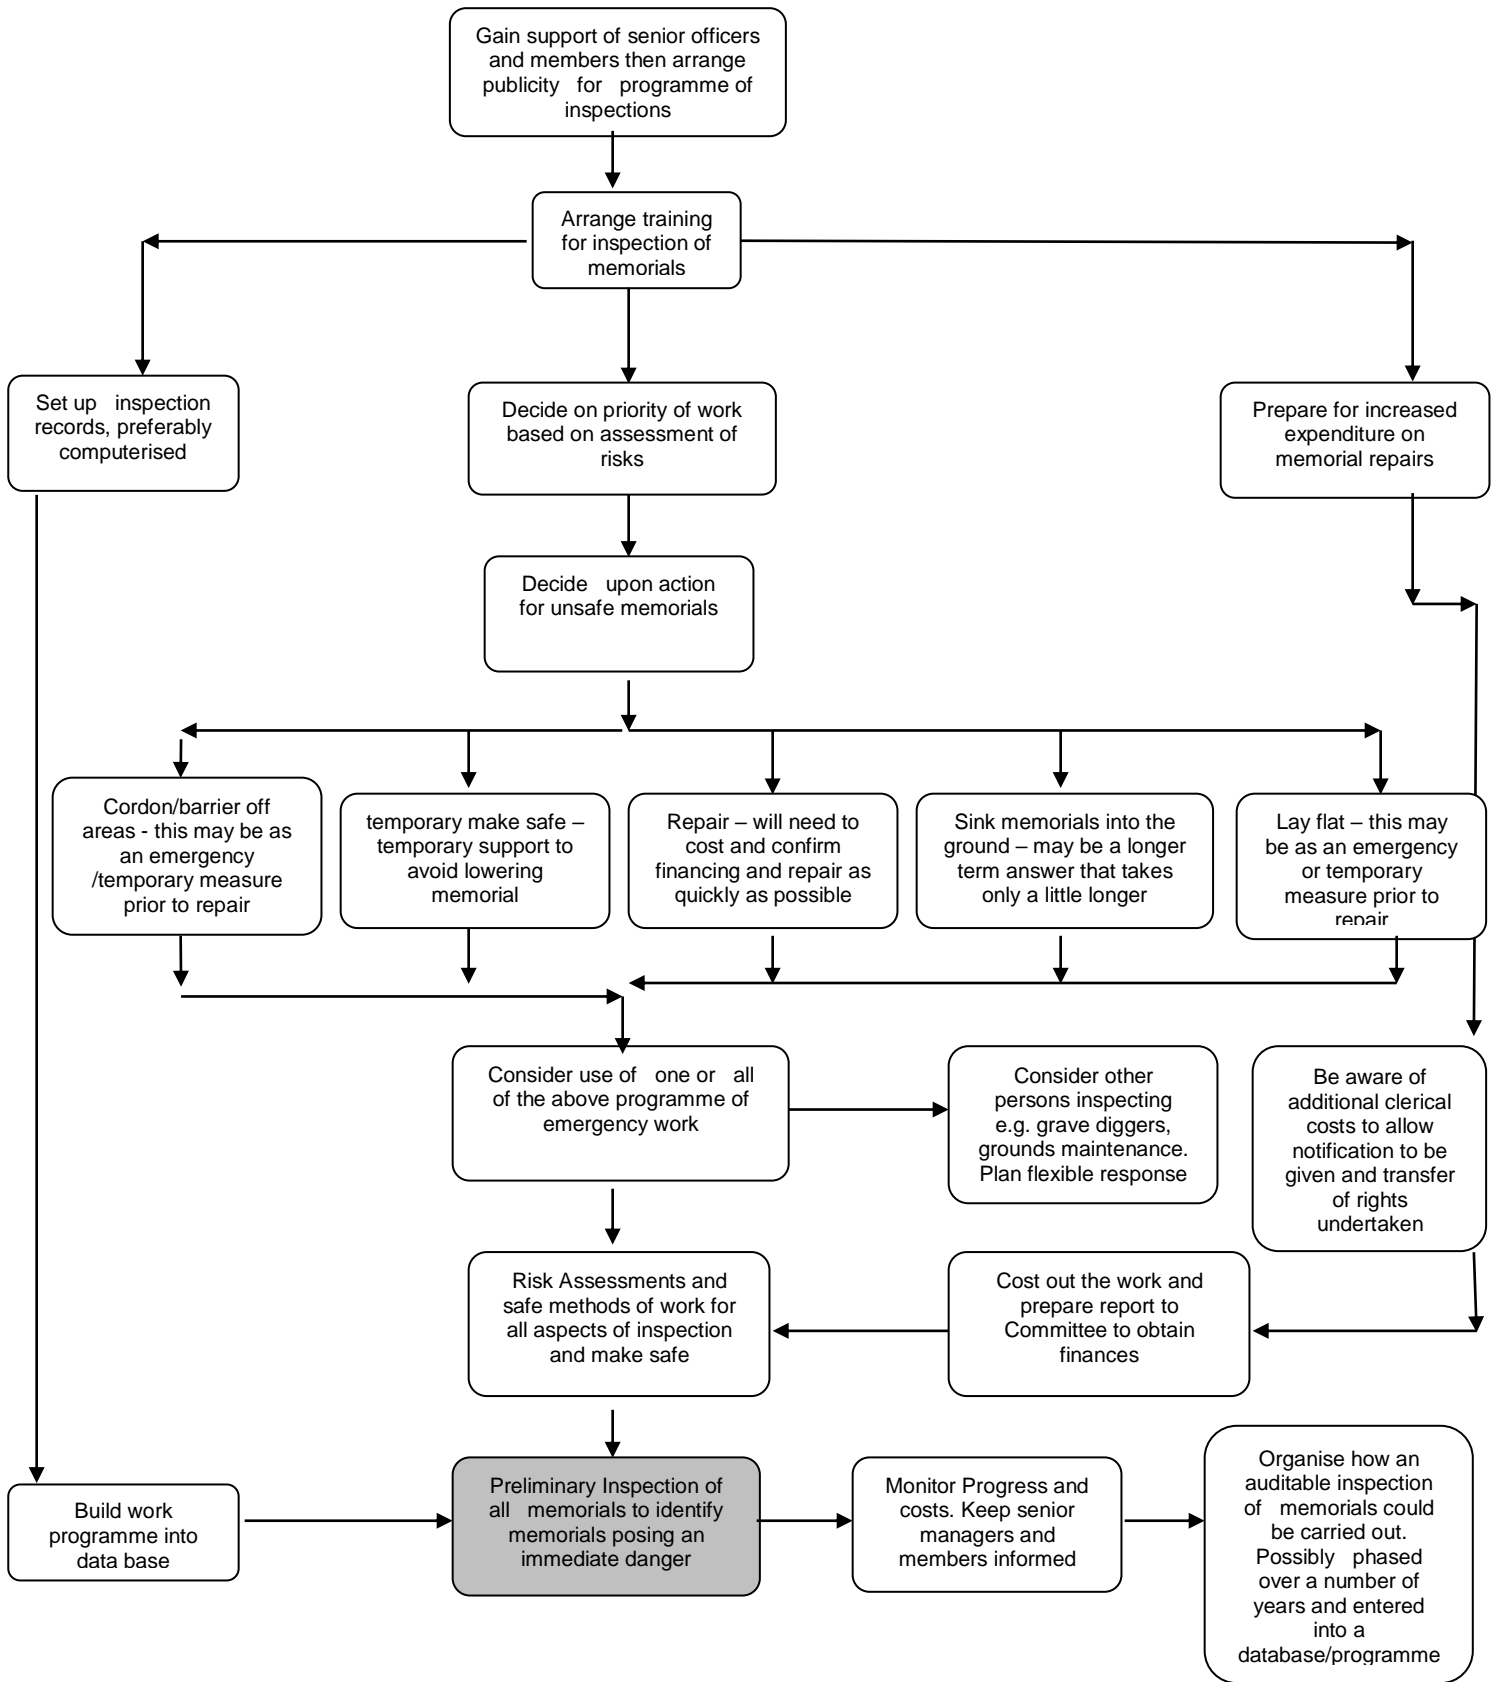 Gain support of senior officers
and members then arrange
publicity for programme of
inspections
Arrange training
for inspection of
memorials
Set up inspection
records, preferably
computerised
Decide on priority of work
based on assessment of
risks
Prepare for increased
expenditure on
memorial repairs
Decide upon action
for unsafe memorials
Cordon/barrier off
areas - this may be as
an emergency
/temporary measure
prior to repair
temporary make safe –
temporary support to
avoid lowering
memorial
Repair – will need to
cost and confirm
financing and repair as
quickly as possible
Sink memorials into the
ground – may be a longer
term answer that takes
only a little longer
Lay flat – this may
be as an emergency
or temporary
measure prior to
repair
Consider use of one or all
of the above programme of
emergency work
Consider other
persons inspecting
e.g. grave diggers,
grounds maintenance.
Plan flexible response
Be aware of
additional clerical
costs to allow
notification to be
given and transfer
of rights
undertaken
Risk Assessments and
safe methods of work for
all aspects of inspection
and make safe
Cost out the work and
prepare report to
Committee to obtain
finances
Build work
programme into
data base
Preliminary Inspection of
all memorials to identify
memorials posing an
immediate danger
Monitor Progress and
costs. Keep senior
managers and
members informed
Organise how an
auditable inspection
of memorials could
be carried out.
Possibly phased
over a number of
years and entered
into a
database/programme